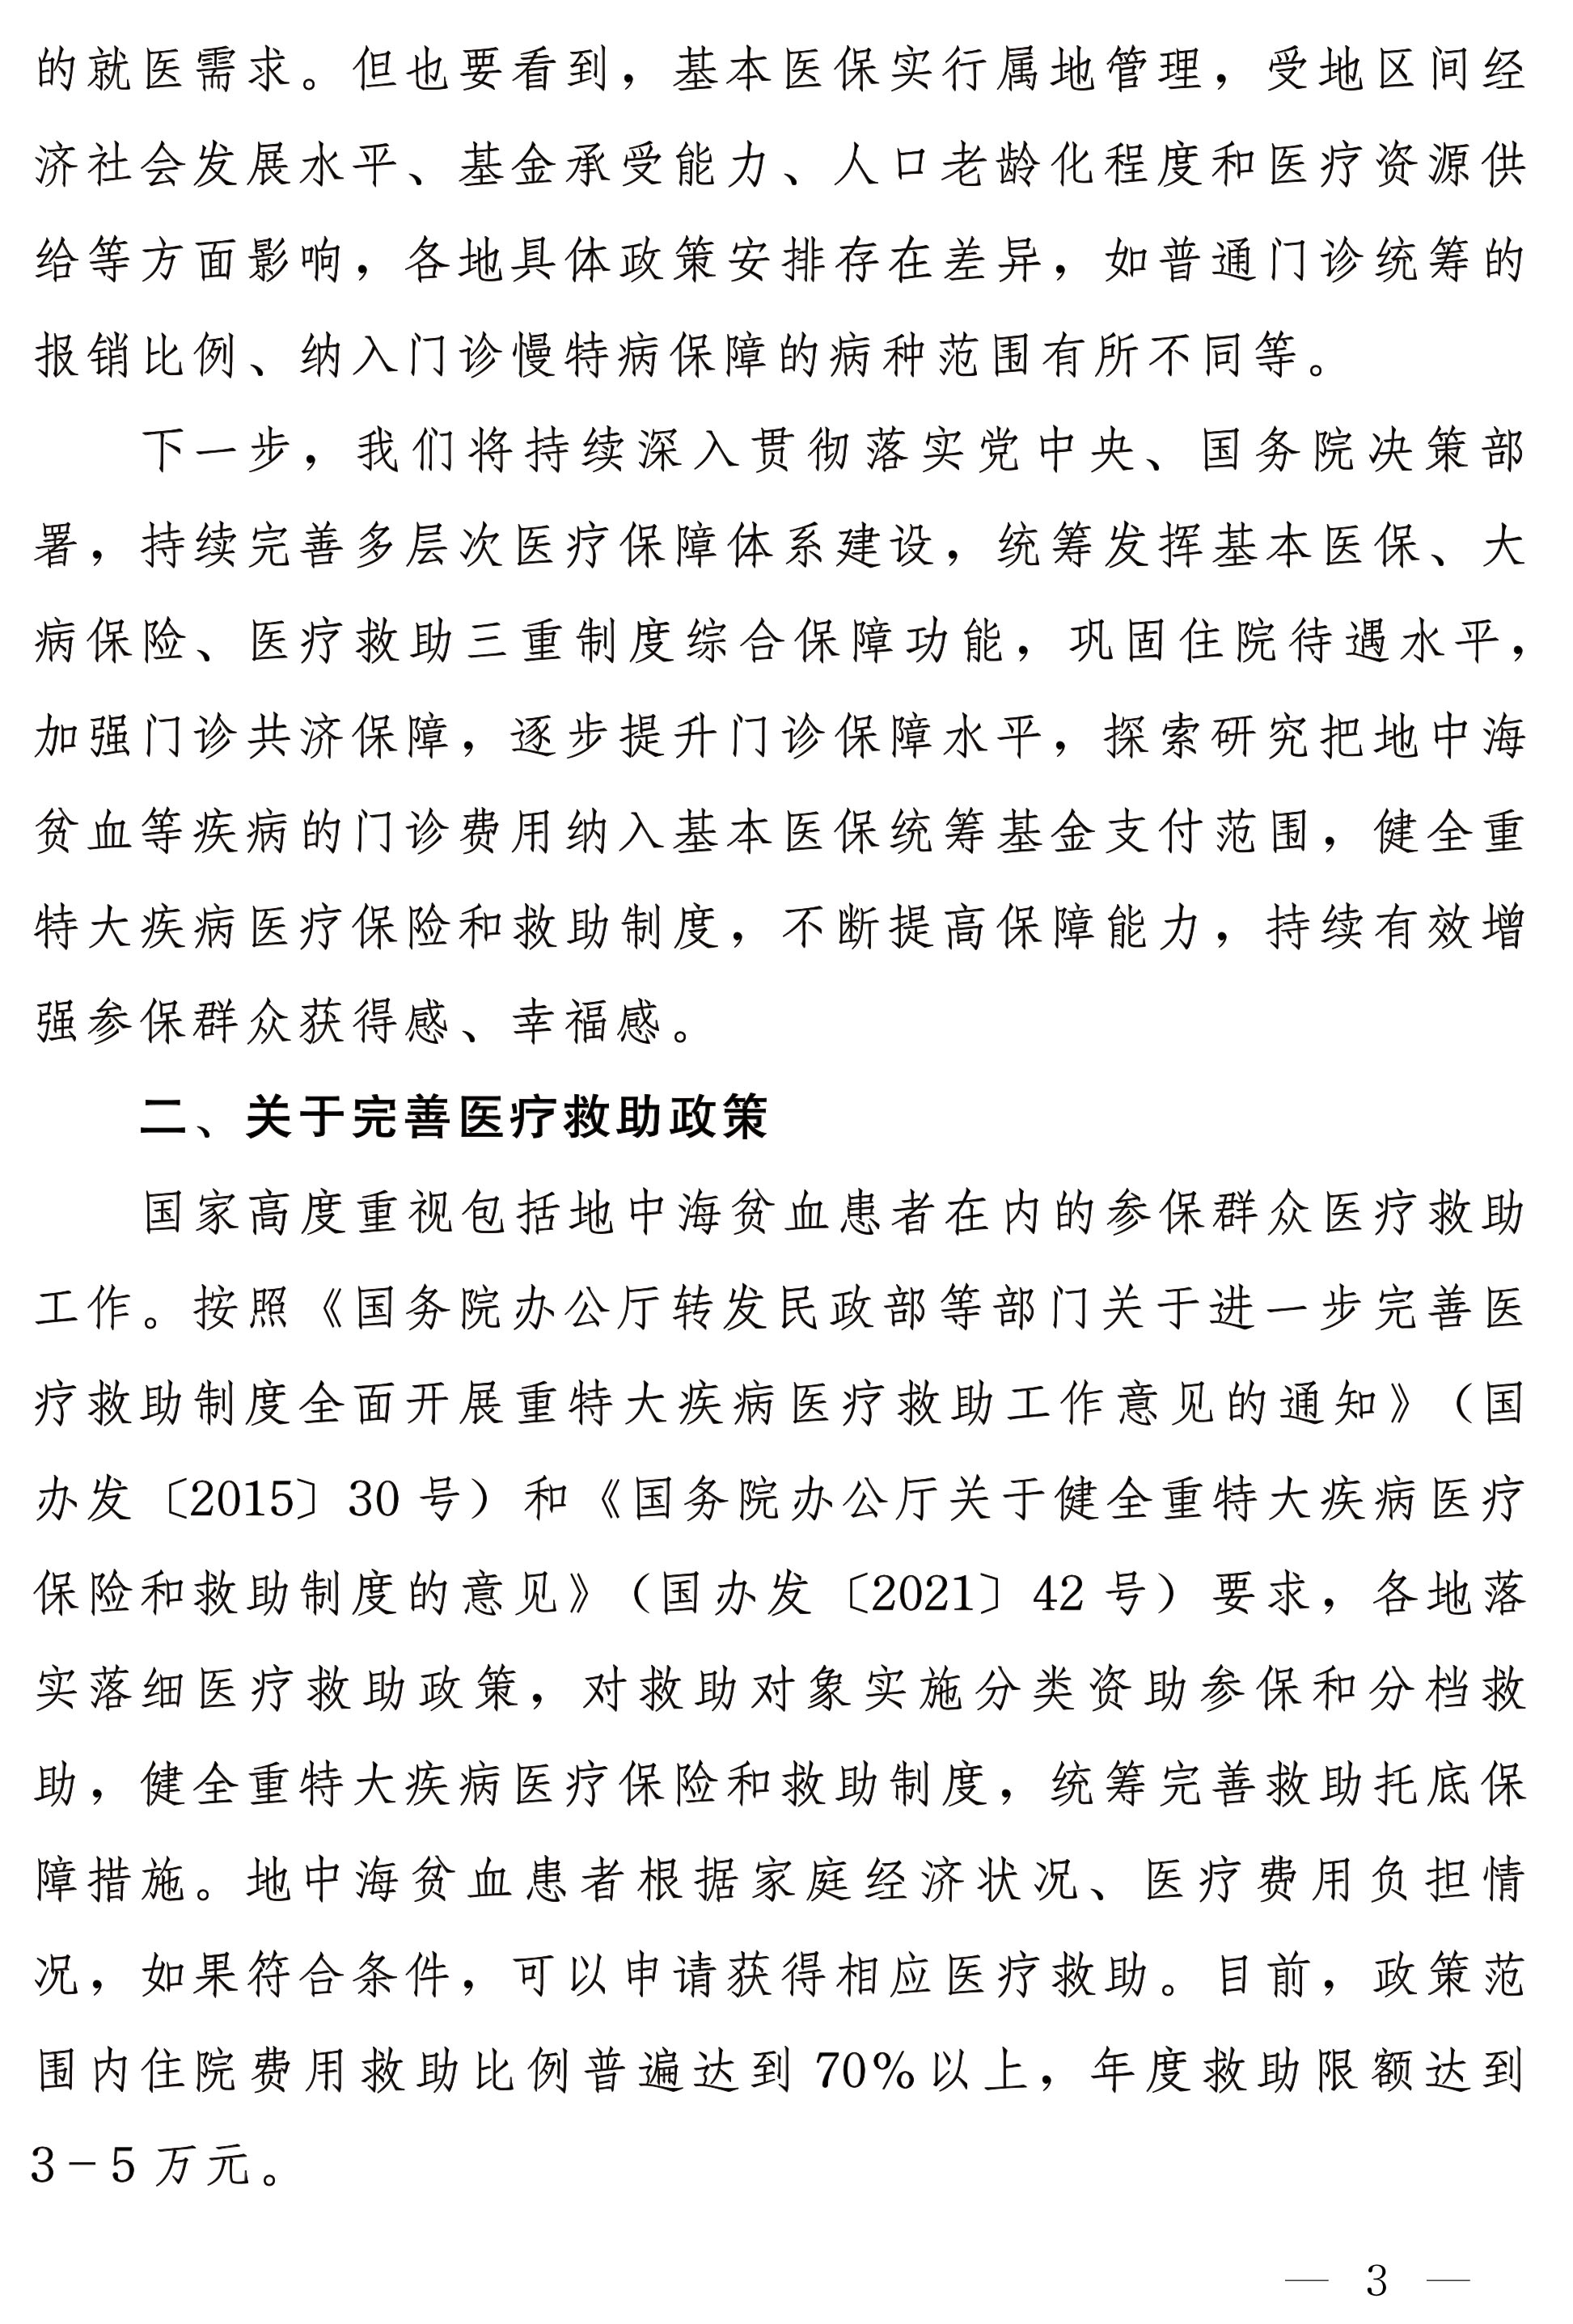 的就医需求。但也要看到，基本医保实行属地管理，受地区间经
济社会发展水平、基金承受能力、人口老龄化程度和医疗资源供
给等方面影响，各地具体政策安排存在差异，如普通门诊统筹的
报销比例、纳入门诊慢特病保障的病种范围有所不同等。
下一步，我们将持续深入贯彻落实党中央、国务院决策部
署，持续完善多层次医疗保障体系建设，统筹发挥基本医保、大
病保险、医疗救助三重制度综合保障功能，巩固住院待遇水平，
加强门诊共济保障，逐步提升门诊保障水平，探索研究把地中海
贫血等疾病的门诊费用纳入基本医保统筹基金支付范围，健全重
特大疾病医疗保险和救助制度，不断提高保障能力，持续有效增
强参保群众获得感、幸福感。
二、关于完善医疗救助政策
国家高度重视包括地中海贫血患者在内的参保群众医疗救助
工作。按照《国务院办公厅转发民政部等部门关于进一步完善医
疗救助制度全面开展重特大疾病医疗救助工作意见的通知》（国
办发〔2015〕30 号）和《国务院办公厅关于健全重特大疾病医疗
保险和救助制度的意见》（国办发〔2021〕42 号）要求，各地落
实落细医疗救助政策，对救助对象实施分类资助参保和分档救
助，健全重特大疾病医疗保险和救助制度，统筹完善救助托底保
障措施。地中海贫血患者根据家庭经济状况、医疗费用负担情
况，如果符合条件，可以申请获得相应医疗救助。目前，政策范
围内住院费用救助比例普遍达到 70%以上，年度救助限额达到
3-5 万元。
— 3 —